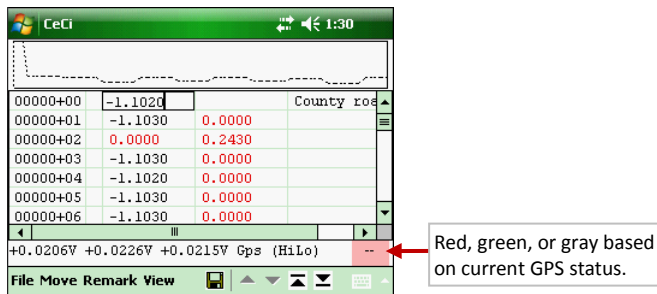 CeCi 1:30
00000+00 -1.1020 County roa
00000+01 -1.1030 0.0000
00000+02 0.0000 0.2430
00000+03 -1.1030 0.0000
00000+04 -1.1020 0.0000
00000+05 -1.1030 0.0000
00000+06 -1.1030 0.0000
+0.0206V +0.0226V +0.0215V Gps (HiLo) --
File Move Remark View
Red, green, or gray based
on current GPS status.